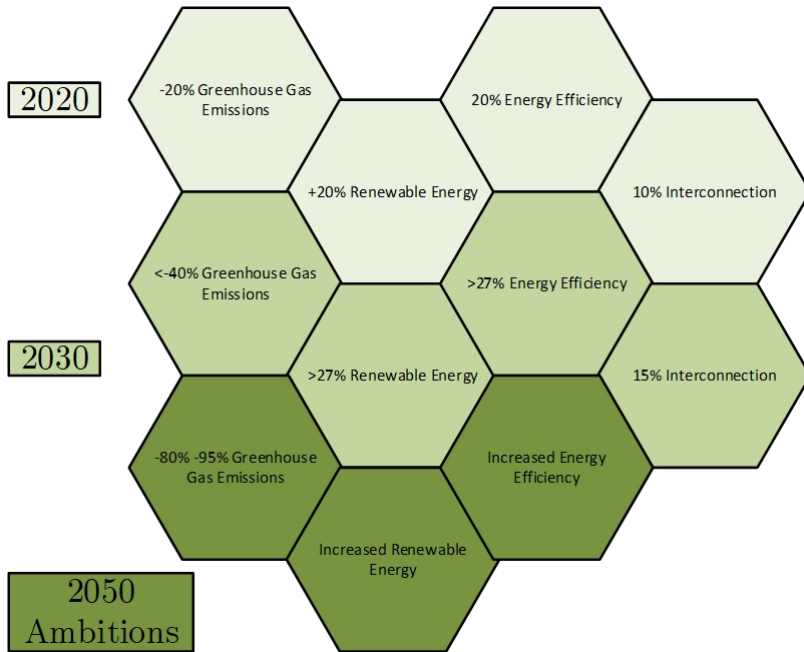 2020
-20% Greenhouse Gas
Emissions
20% Energy Efficiency
+20% Renewable Energy
10% Interconnection
<-40% Greenhouse Gas
Emissions
>27% Energy Efficiency
2030
>27% Renewable Energy
15% Interconnection
-80% -95% Greenhouse
Gas Emissions
Increased Energy
Efficiency
Increased Renewable
Energy
2050
Ambitions